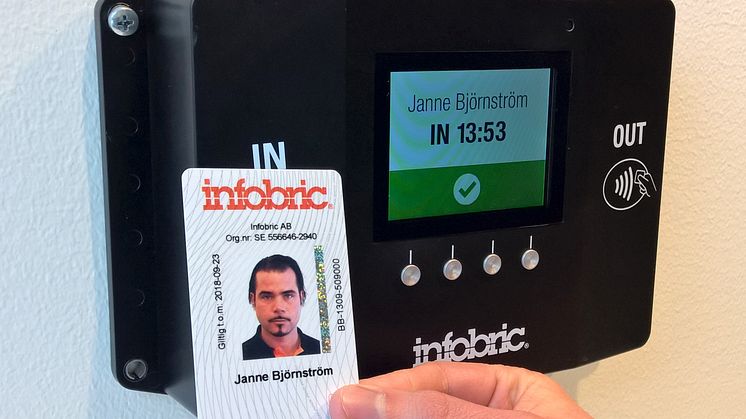 Janne Björnström
IN 13:53
IN
OUT
infobric®
Infobric AB
Org.nr: SE 556646-2940
Giltig t.o.m: 2018-09-23
BB-1309-509000
Janne Björnström
infobric®